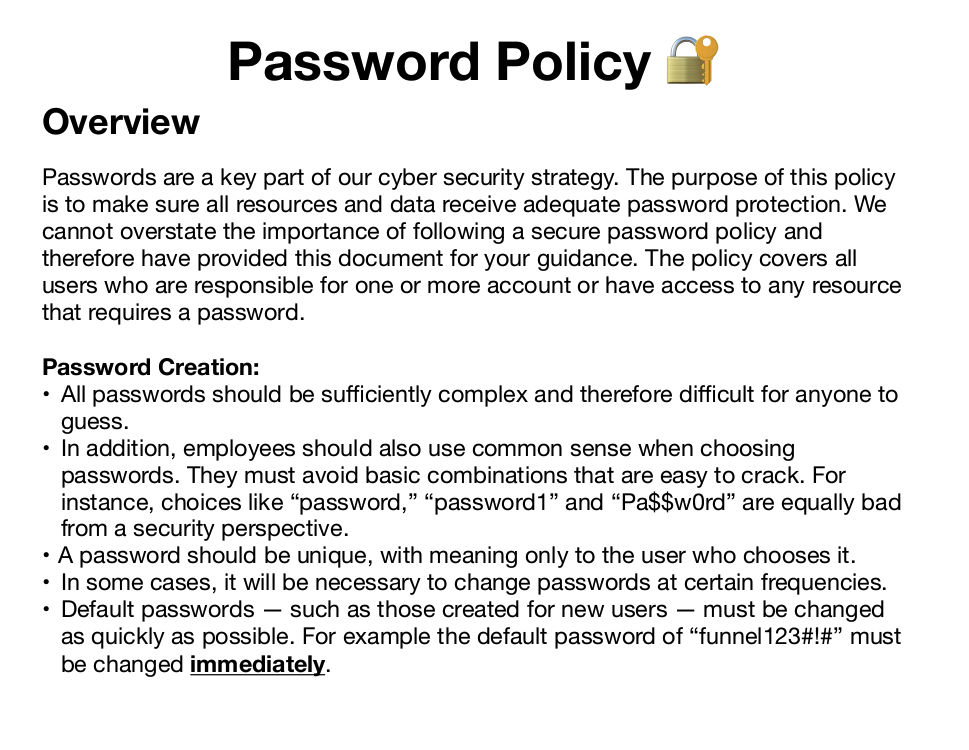 Password Policy 🔐
Overview
Passwords are a key part of our cyber security strategy. The purpose of this policy
is to make sure all resources and data receive adequate password protection. We
cannot overstate the importance of following a secure password policy and
therefore have provided this document for your guidance. The policy covers all
users who are responsible for one or more account or have access to any resource
that requires a password.
Password Creation:
• All passwords should be sufficiently complex and therefore difficult for anyone to
guess.
• In addition, employees should also use common sense when choosing
passwords. They must avoid basic combinations that are easy to crack. For
instance, choices like “password,” “password1” and “Pa$$w0rd” are equally bad
from a security perspective.
• A password should be unique, with meaning only to the user who chooses it.
• In some cases, it will be necessary to change passwords at certain frequencies.
• Default passwords — such as those created for new users — must be changed
as quickly as possible. For example the default password of “funnel123#!#” must
be changed immediately.